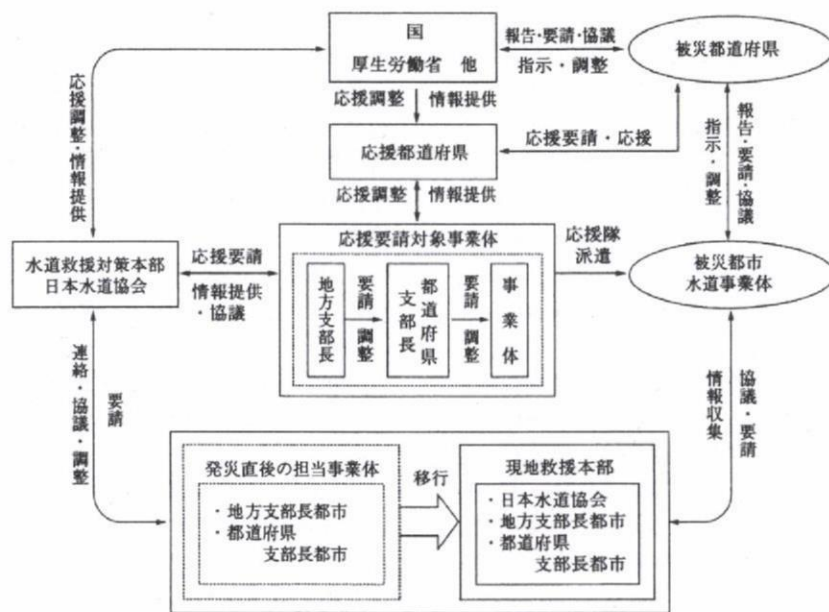 国
厚生労働省 他
報告・要請・協議
指示・調整
被災都道府県
応援調整
情報提供
応援調整・情報提供
応援都道府県
応援要請・応援
報告・要請・協議
指示・調整
応援調整
情報提供
水道救援対策本部
日本水道協会
応援要請
情報提供
・協議
応援要請対象事業体
地方支部長
要請
調整
都道府県
支部長
要請
調整
事業体
応援隊
派遣
被災都市
水道事業体
連絡・協議・調整
要請
情報収集
協議・要請
発災直後の担当事業体
・地方支部長都市
・都道府県
支部長都市
移行
現地救援本部
・日本水道協会
・地方支部長都市
・都道府県
支部長都市